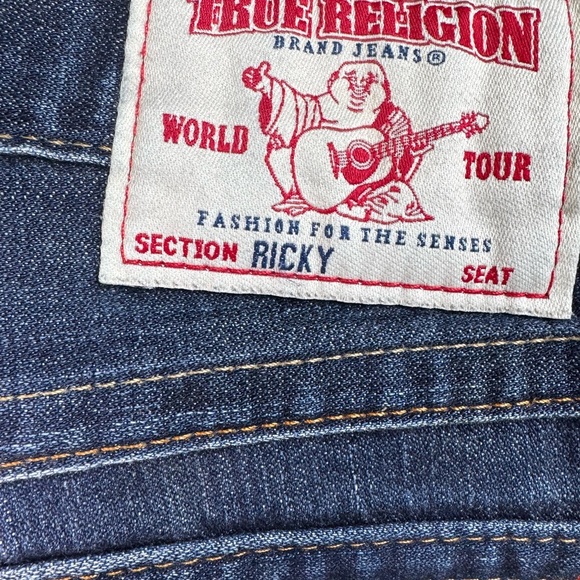 TRUE RELIGION
BRAND JEANS®
WORLD TOUR
FASHION FOR THE SENSES
SECTION RICKY SEAT